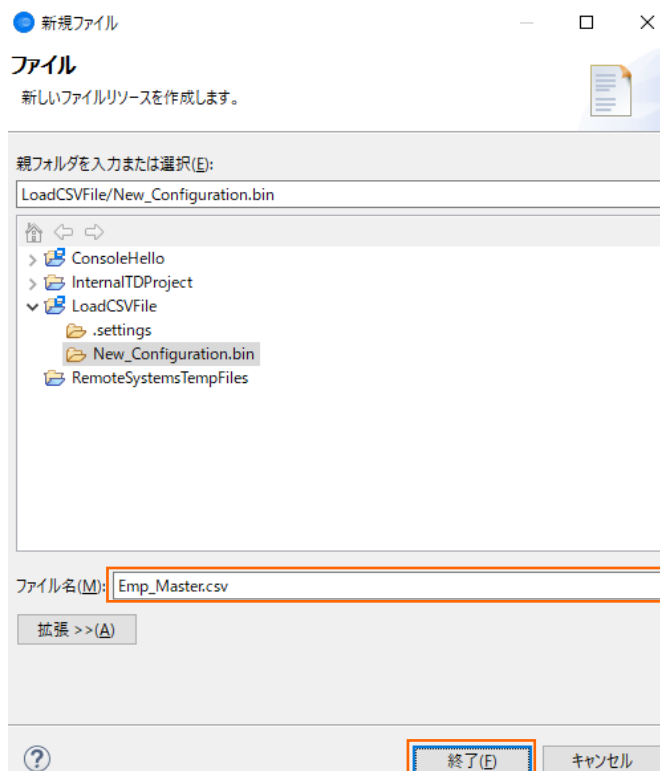 新規ファイル
ファイル
新しいファイルリソースを作成します。
親フォルダを入力または選択(E):
LoadCSVFile/New_Configuration.bin
ConsoleHello
InternalTDProject
LoadCSVFile
.settings
New_Configuration.bin
RemoteSystemsTempFiles
ファイル名(M): Emp_Master.csv
拡張 >>(A)
終了(F) キャンセル